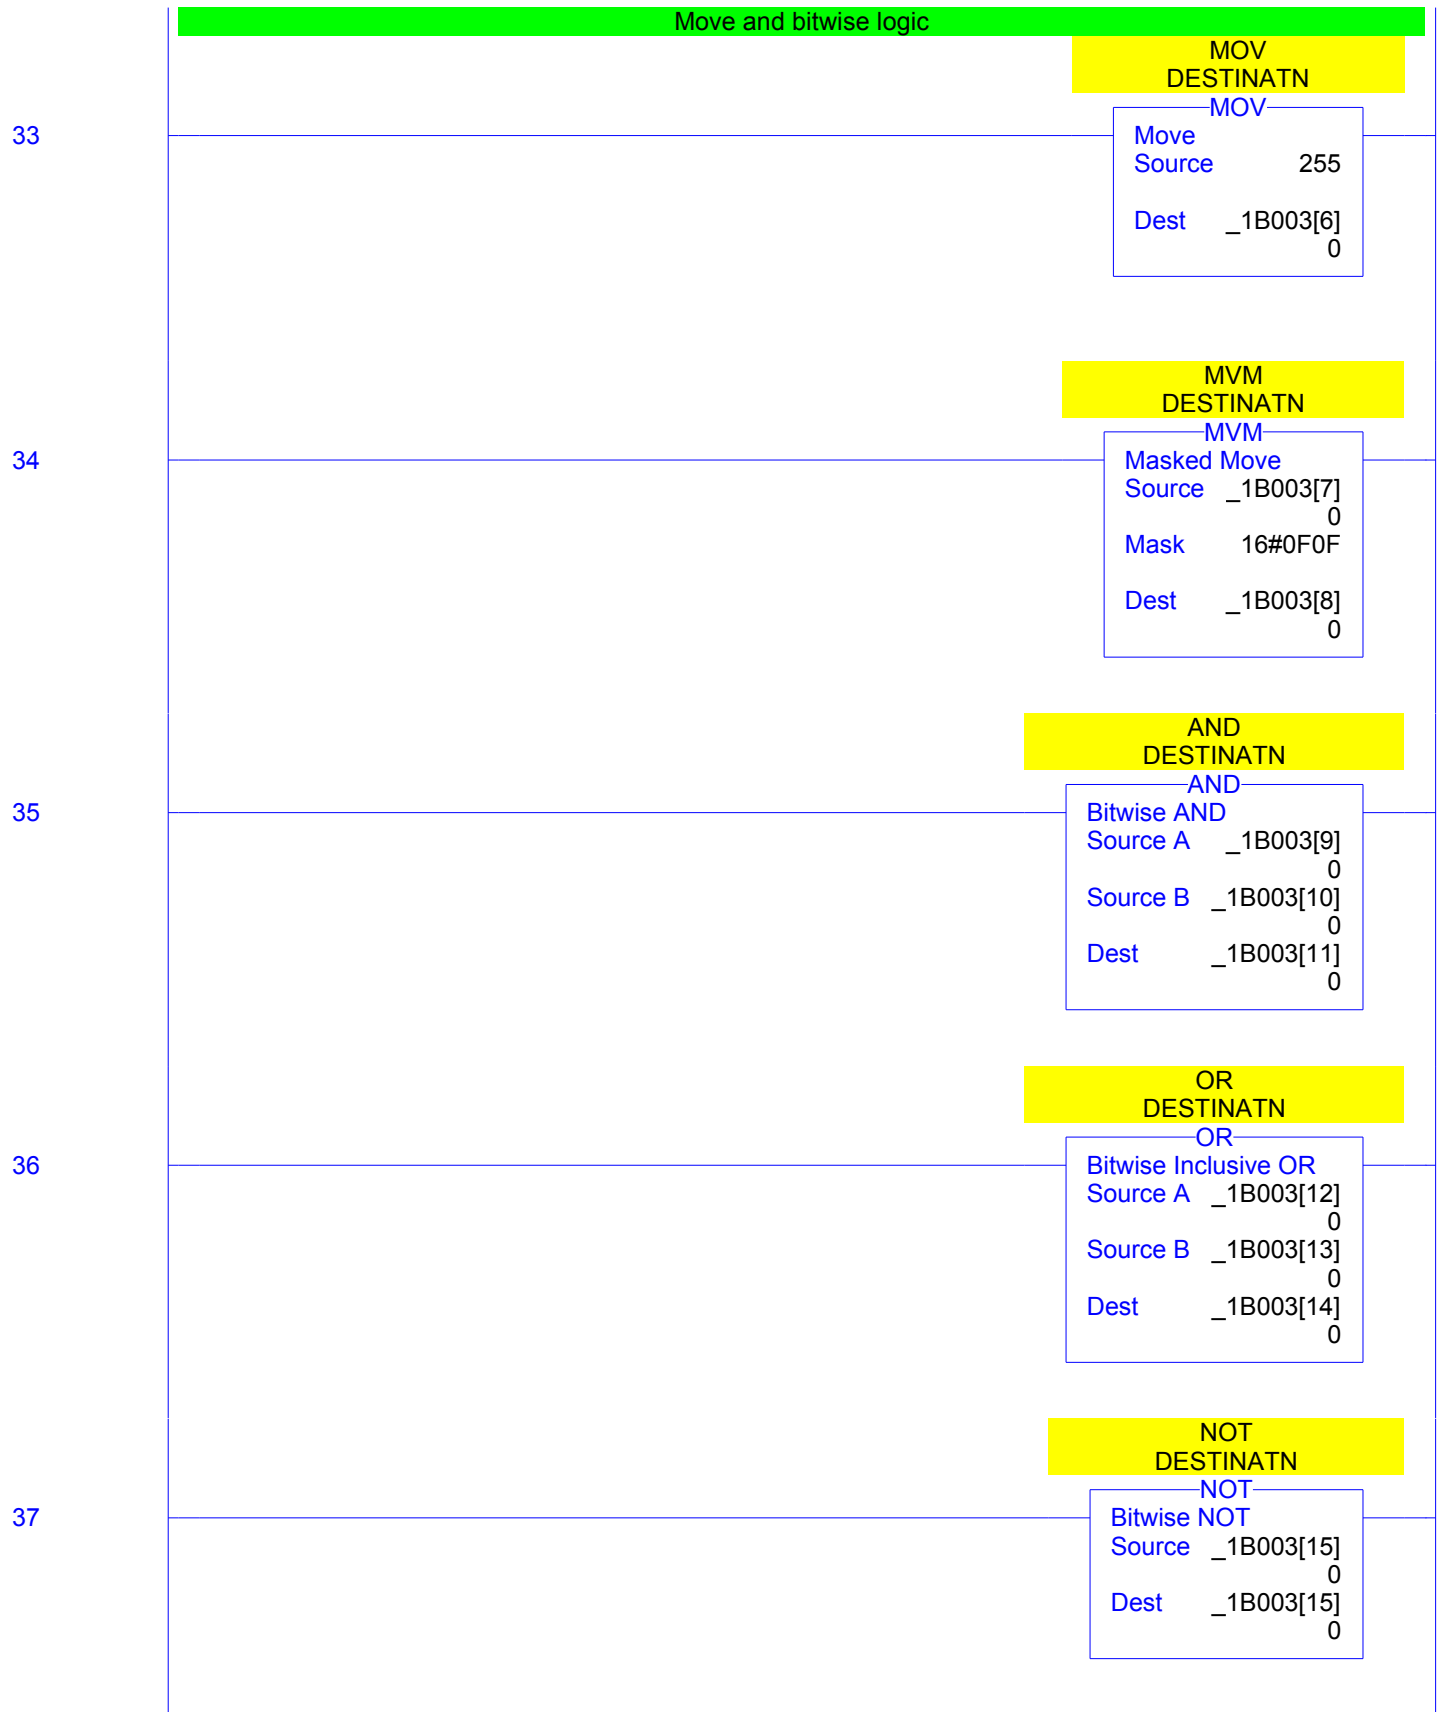 Move and bitwise logic
MOV
DESTINATN
MOV
33
Move
Source 255
Dest _1B003[6]
0
MVM
DESTINATN
MVM
34
Masked Move
Source _1B003[7]
0
Mask 16#0F0F
Dest _1B003[8]
0
AND
DESTINATN
AND
35
Bitwise AND
Source A _1B003[9]
0
Source B _1B003[10]
0
Dest _1B003[11]
0
OR
DESTINATN
OR
36
Bitwise Inclusive OR
Source A _1B003[12]
0
Source B _1B003[13]
0
Dest _1B003[14]
0
NOT
DESTINATN
NOT
37
Bitwise NOT
Source _1B003[15]
0
Dest _1B003[15]
0